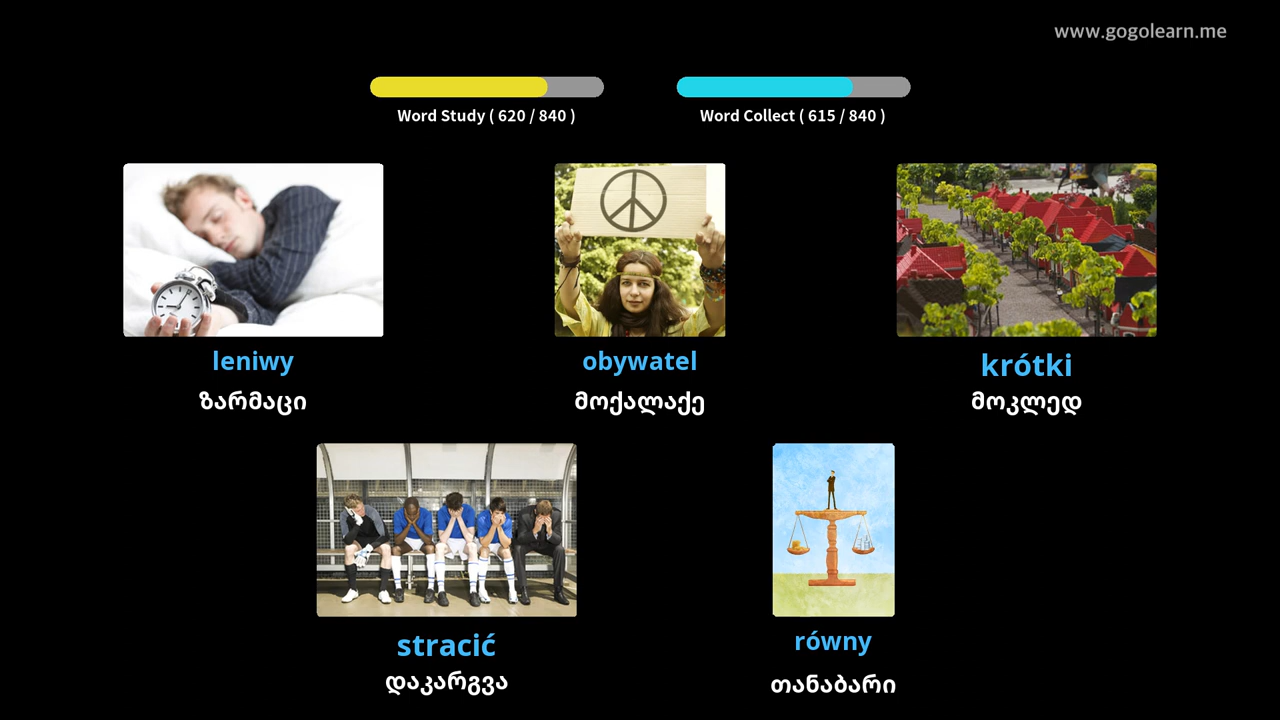 www.gogolearn.me
Word Study ( 620 / 840 )
Word Collect ( 615 / 840 )
leniwy
ზარმაცი
obywatel
მოქალაქე
krótki
მოკლედ
stracić
დაკარგვა
równy
თანაბარი